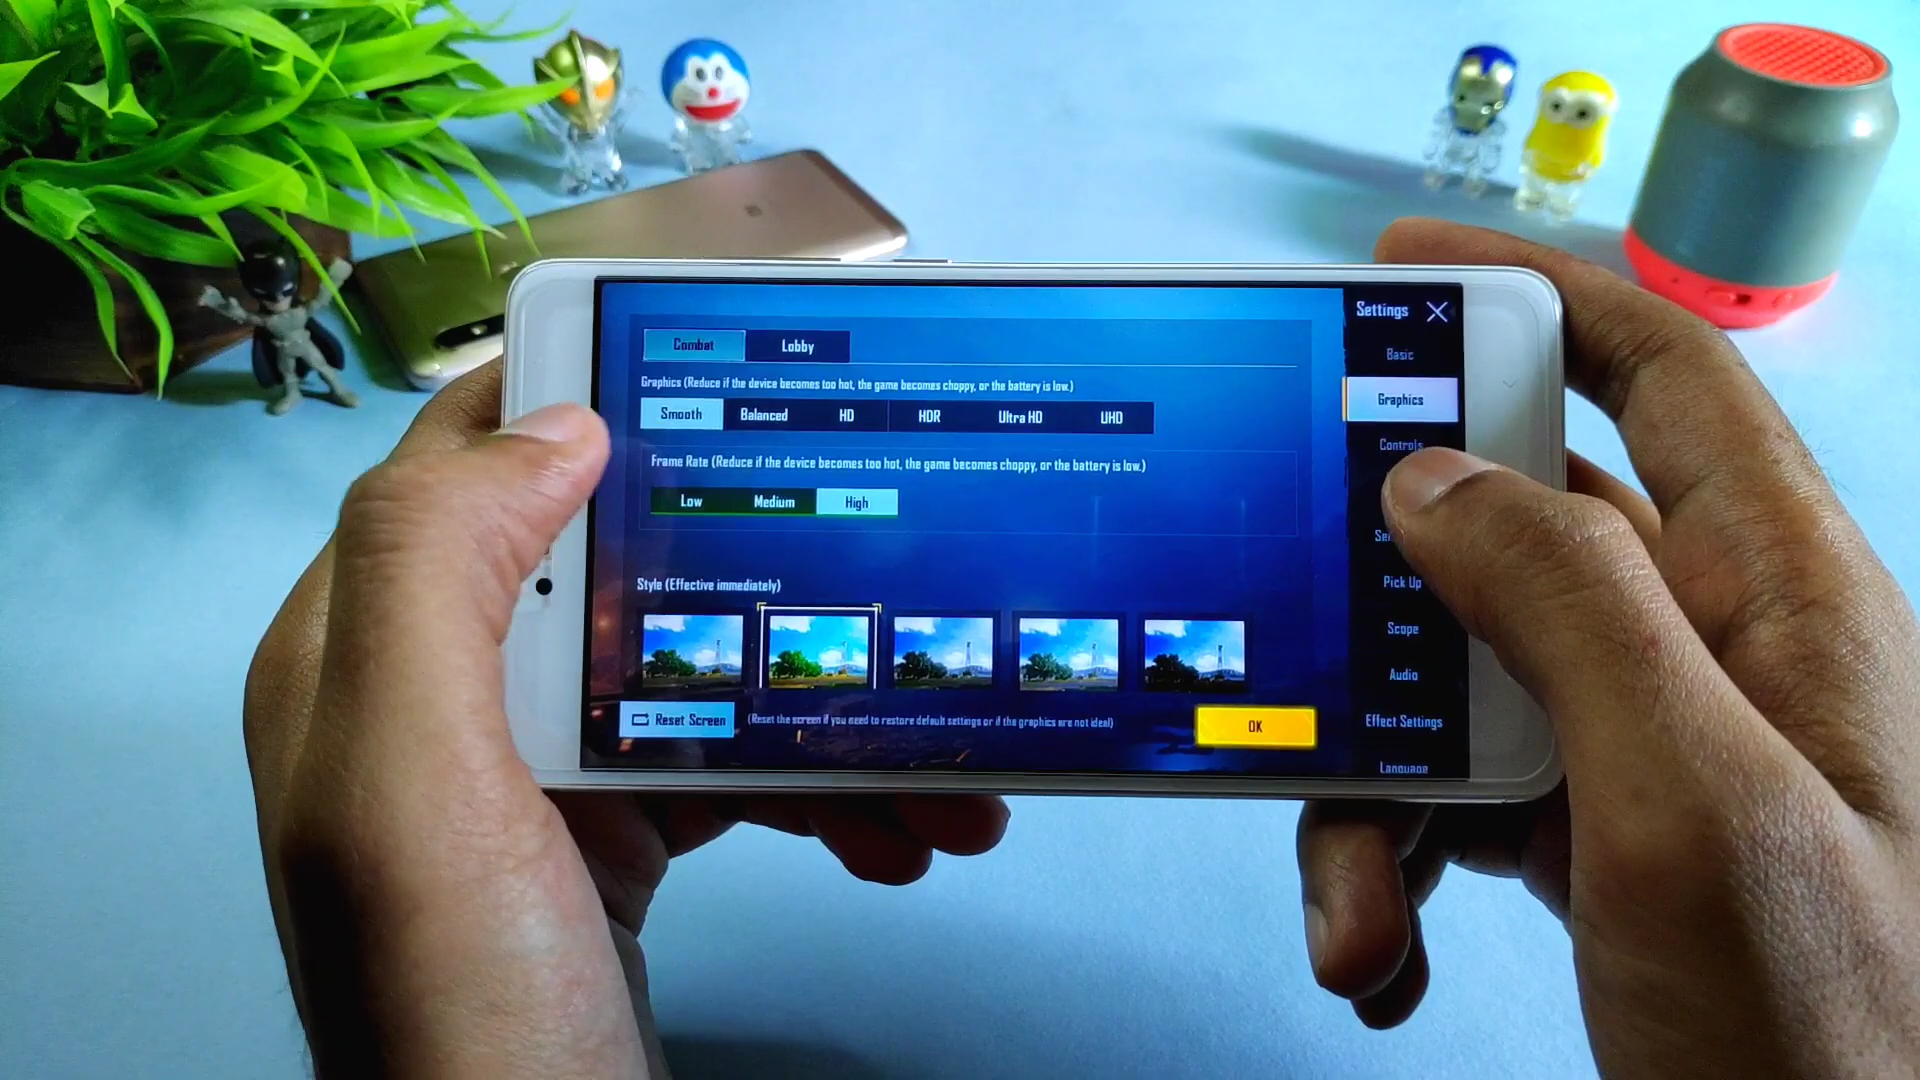 Combat Lobby
Graphics (Reduce if the device becomes too hot, the game becomes choppy, or the battery is low.)
Smooth Balanced HD HDR Ultra HD UHD
Frame Rate (Reduce if the device becomes too hot, the game becomes choppy, or the battery is low.)
Low Medium High
Style (Effective immediately)
Reset Screen (Reset the screen if you need to restore default settings or if the graphics are not ideal)
OK
Settings
Basic
Graphics
Controls
Pick Up
Scope
Audio
Effect Settings
Language